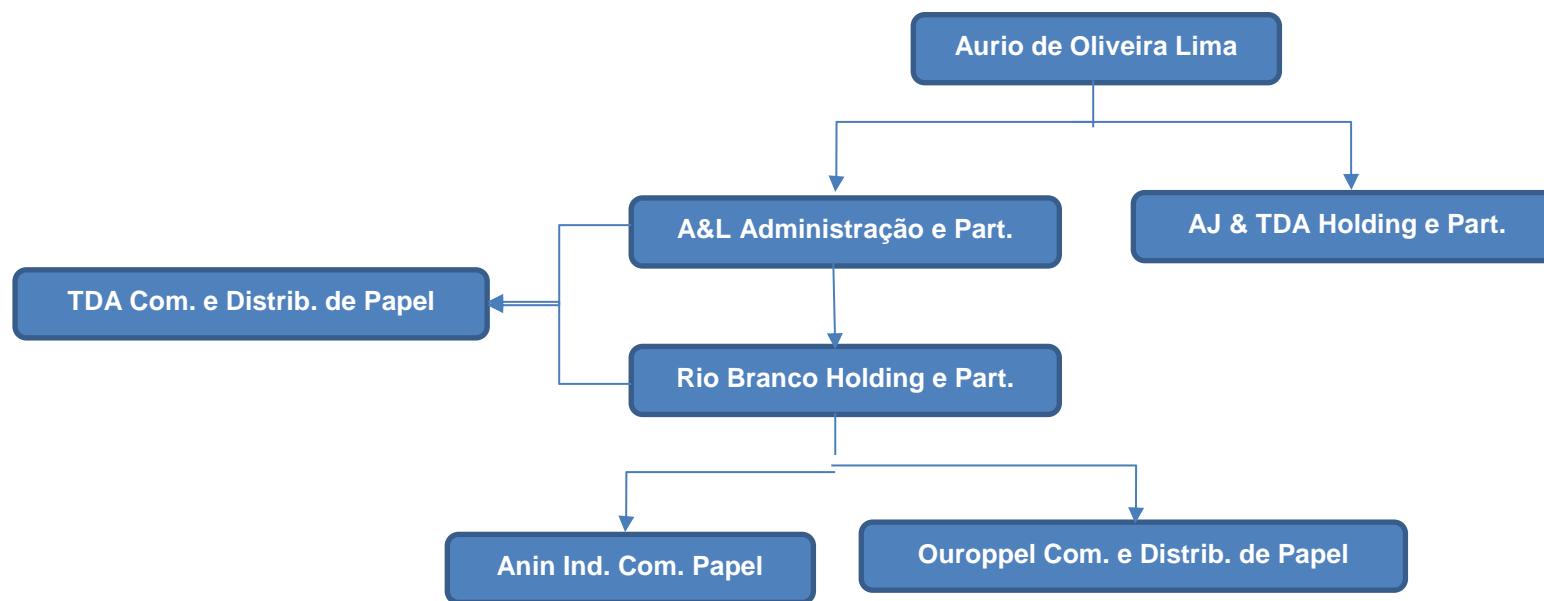 Aurio de Oliveira Lima
A&L Administração e Part.
AJ & TDA Holding e Part.
TDA Com. e Distrib. de Papel
Rio Branco Holding e Part.
Anin Ind. Com. Papel
Ouroppel Com. e Distrib. de Papel